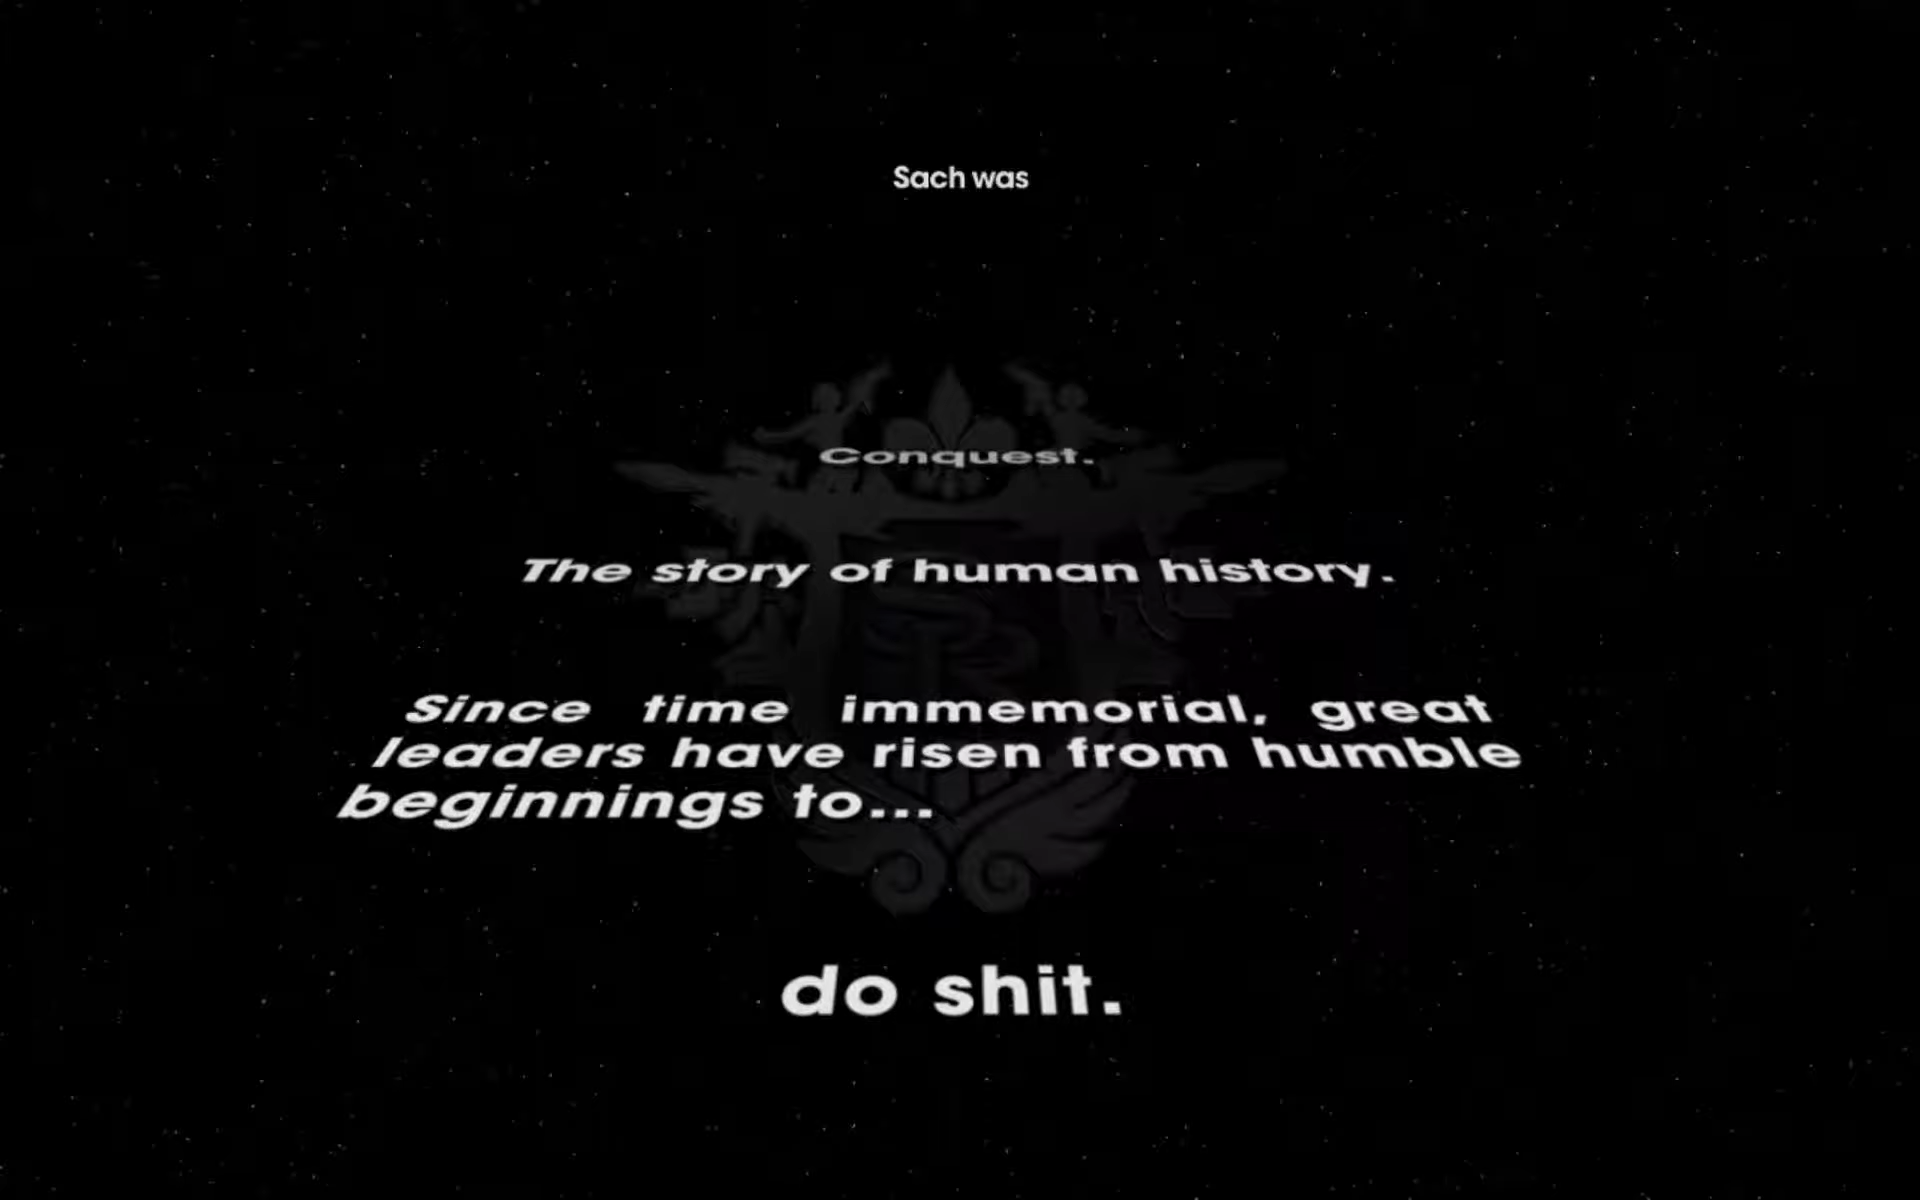 Sach was
Conquest.
The story of human history.
Since time immemorial, great
leaders have risen from humble
beginnings to...
do shit.